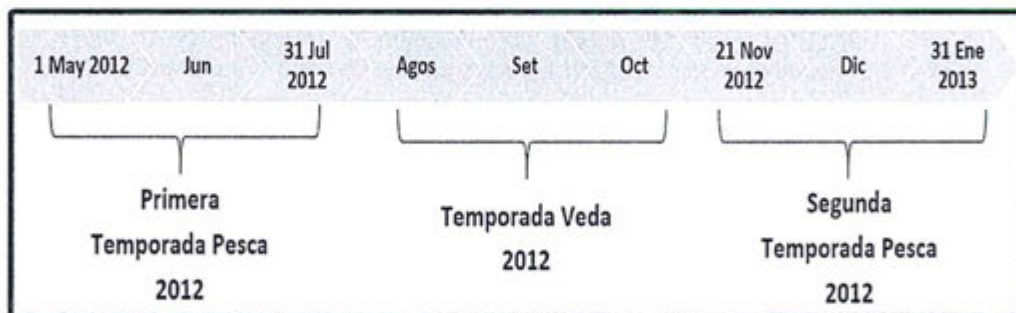 1 May 2012 Jun 31 Jul 2012 Agos Set Oct 21 Nov 2012 Dic 31 Ene 2013
Primera
Temporada Pesca
2012
Temporada Veda
2012
Segunda
Temporada Pesca
2012